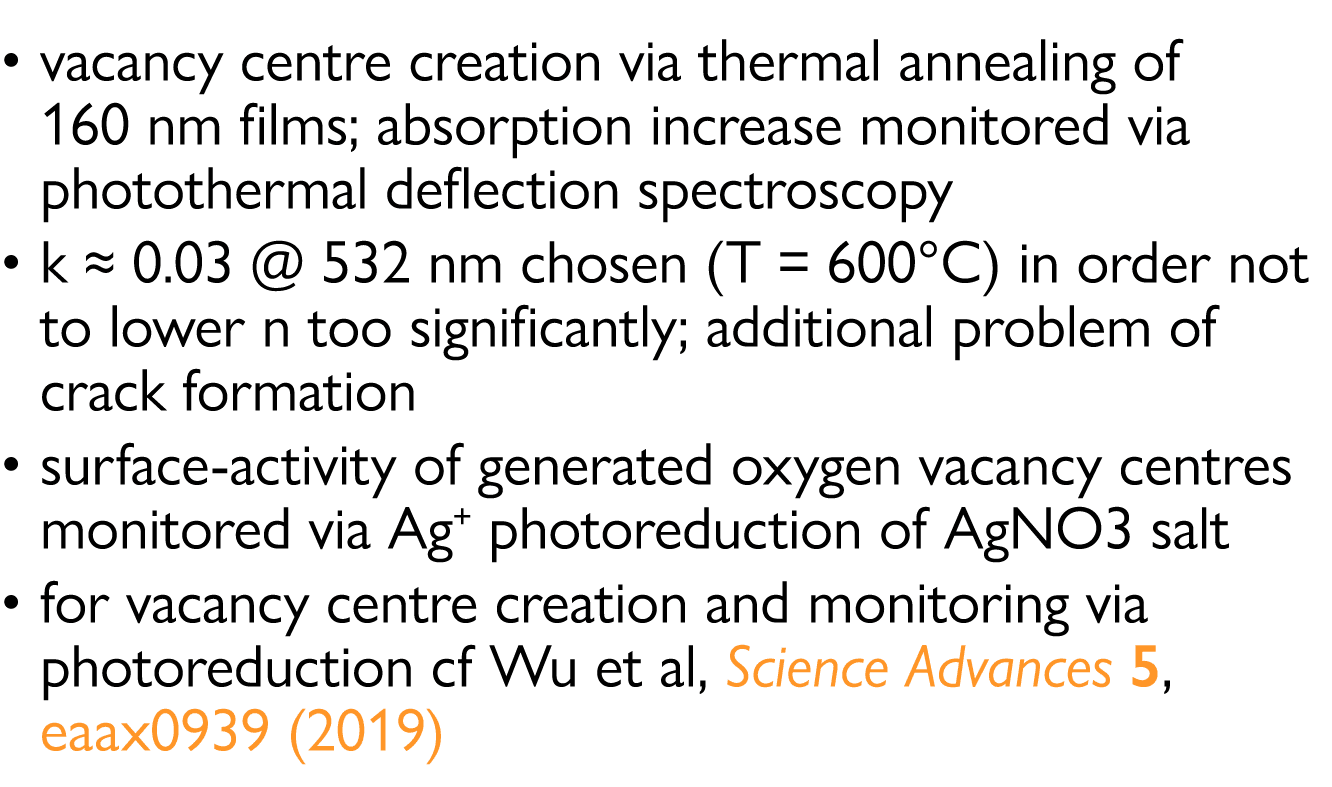 • vacancy centre creation via thermal annealing of
160 nm films; absorption increase monitored via
photothermal deflection spectroscopy
• k ≈ 0.03 @ 532 nm chosen (T = 600°C) in order not
to lower n too significantly; additional problem of
crack formation
• surface-activity of generated oxygen vacancy centres
monitored via Ag⁺ photoreduction of AgNO3 salt
• for vacancy centre creation and monitoring via
photoreduction cf Wu et al, Science Advances 5,
eaax0939 (2019)